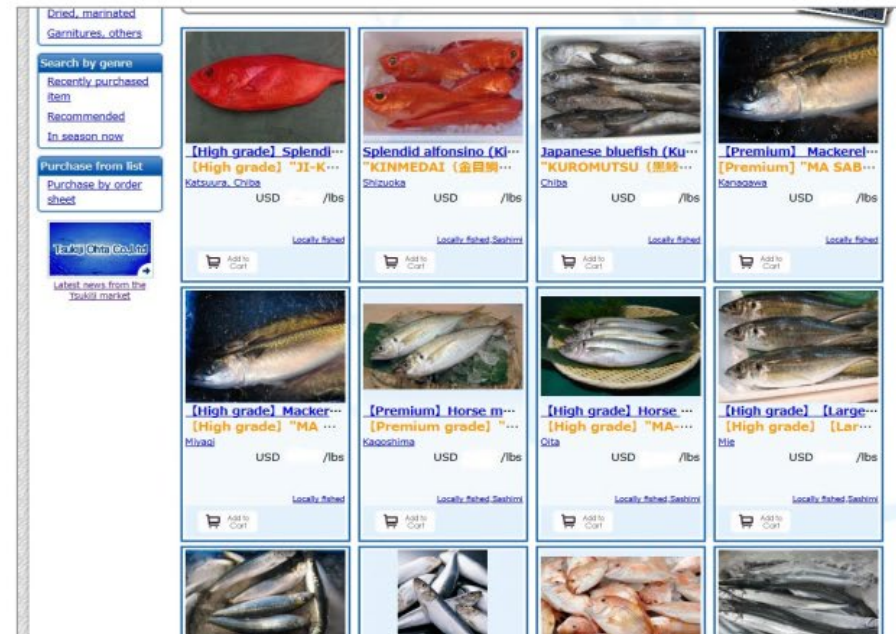 Dried, marinated
Garnitures, others
Search by genre
Recently purchased
item
Recommended
In season now
Purchase from list
Purchase by order
sheet
Tsukiji Ohta Co.,Ltd
Latest news from the
Tsukiji market
【High grade】Splendi…
【High grade】"JI-K…
Katsuura, Chiba
USD /lbs
Locally fished
Add to
Cart
Splendid alfonsino (Ki…
"KINMEDAI（金目鯛…
Shizuoka
USD /lbs
Locally fished,Sashimi
Add to
Cart
Japanese bluefish (Ku…
"KUROMUTSU（黒鯥…
Chiba
USD /lbs
Locally fished
Add to
Cart
【Premium】 Mackerel…
[Premium] "MA SAB…
Kanagawa
USD /lbs
Locally fished
Add to
Cart
【High grade】Macker…
【High grade】"MA …
Miyagi
USD /lbs
Locally fished
Add to
Cart
【Premium】Horse m…
【Premium grade】"…
Kagoshima
USD /lbs
Locally fished,Sashimi
Add to
Cart
【High grade】Horse …
【High grade】"MA-…
Oita
USD /lbs
Locally fished,Sashimi
Add to
Cart
【High grade】【Large…
【High grade】【Lar…
Mie
USD /lbs
Locally fished,Sashimi
Add to
Cart